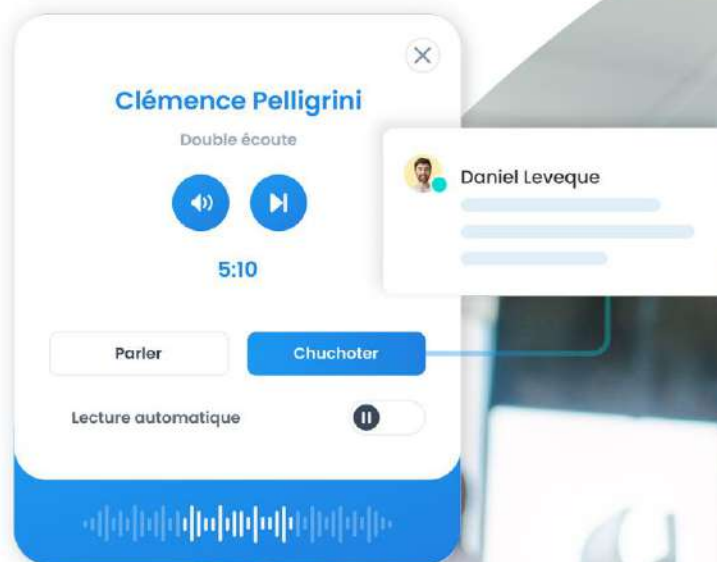 Clémence Pelligrini
Double écoute
Daniel Leveque
5:10
Parler
Chuchoter
Lecture automatique